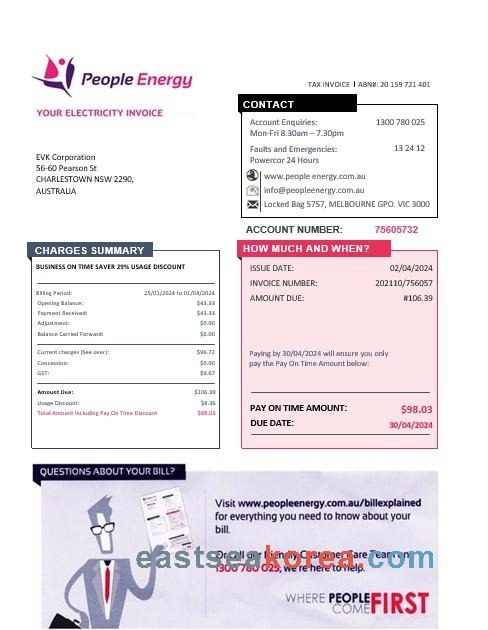 People Energy
TAX INVOICE | ABN#: 20 159 721 401
YOUR ELECTRICITY INVOICE
CONTACT
Account Enquiries: 1300 780 025
Mon-Fri 8.30am – 7.30pm
Faults and Emergencies: 13 24 12
Powercor 24 Hours
www.people energy.com.au
info@peopleenergy.com.au
Locked Bag 5757, MELBOURNE GPO. VIC 3000
EVK Corporation
56-60 Pearson St
CHARLESTOWN NSW 2290,
AUSTRALIA
ACCOUNT NUMBER: 75605732
CHARGES SUMMARY
BUSINESS ON TIME SAVER 29% USAGE DISCOUNT
Billing Period: 25/01/2024 to 01/04/2024
Opening Balance: $43.33
Payment Received: $43.33
Adjustment: $0.00
Balance Carried Forward: $0.00
Current charges (See over): $96.72
Concession: $0.00
GST: $9.67
Amount Due: $106.39
Usage Discount: $8.36
Total Amount Including Pay On Time Discount $98.03
HOW MUCH AND WHEN?
ISSUE DATE: 02/04/2024
INVOICE NUMBER: 202110/756057
AMOUNT DUE: #106.39
Paying by 30/04/2024 will ensure you only
pay the Pay On Time Amount below:
PAY ON TIME AMOUNT: $98.03
DUE DATE: 30/04/2024
QUESTIONS ABOUT YOUR BILL?
Visit www.peopleenergy.com.au/billexplained
for everything you need to know about your
bill.
Or call our friendly Customer Care Team on
1300 780 025, we're here to help.
eastseakorea.com
WHERE PEOPLE
COME FIRST